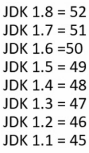 JDK 1.8 = 52
JDK 1.7 = 51
JDK 1.6 =50
JDK 1.5 = 49
JDK 1.4 = 48
JDK 1.3 = 47
JDK 1.2 = 46
JDK 1.1 = 45